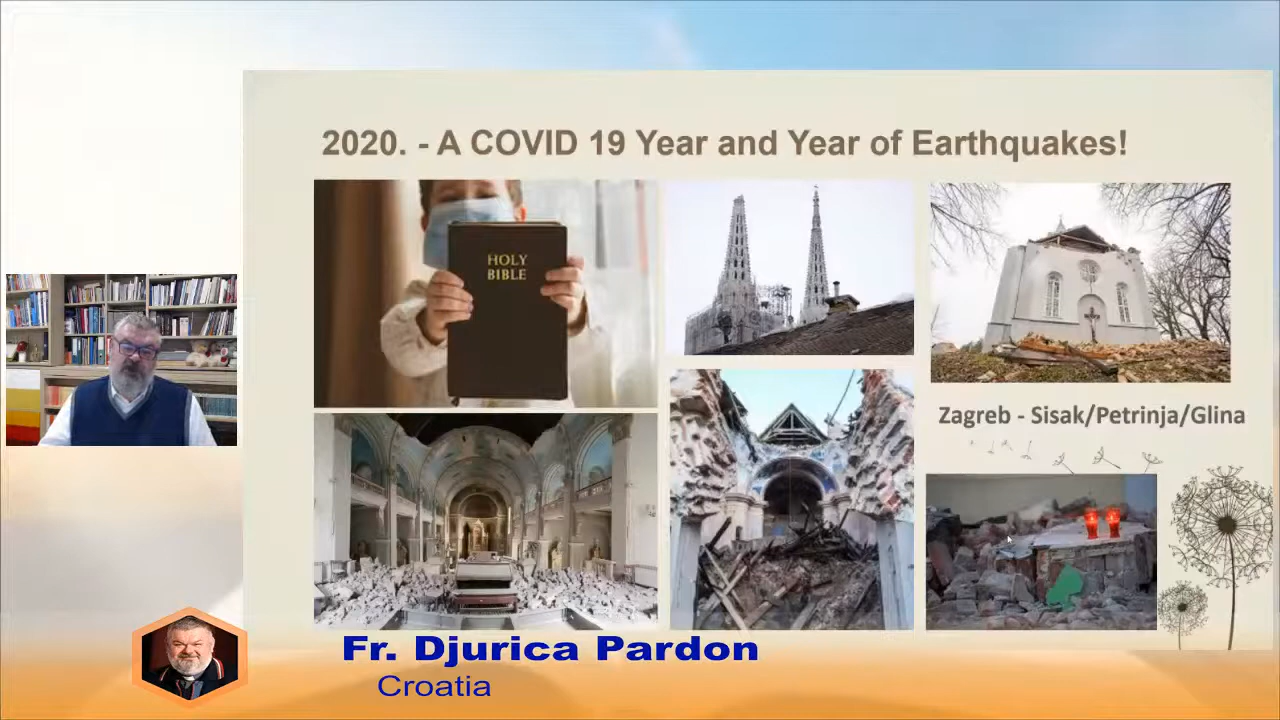 2020. - A COVID 19 Year and Year of Earthquakes!
HOLY
BIBLE
Zagreb - Sisak/Petrinja/Glina
Fr. Djurica Pardon
Croatia